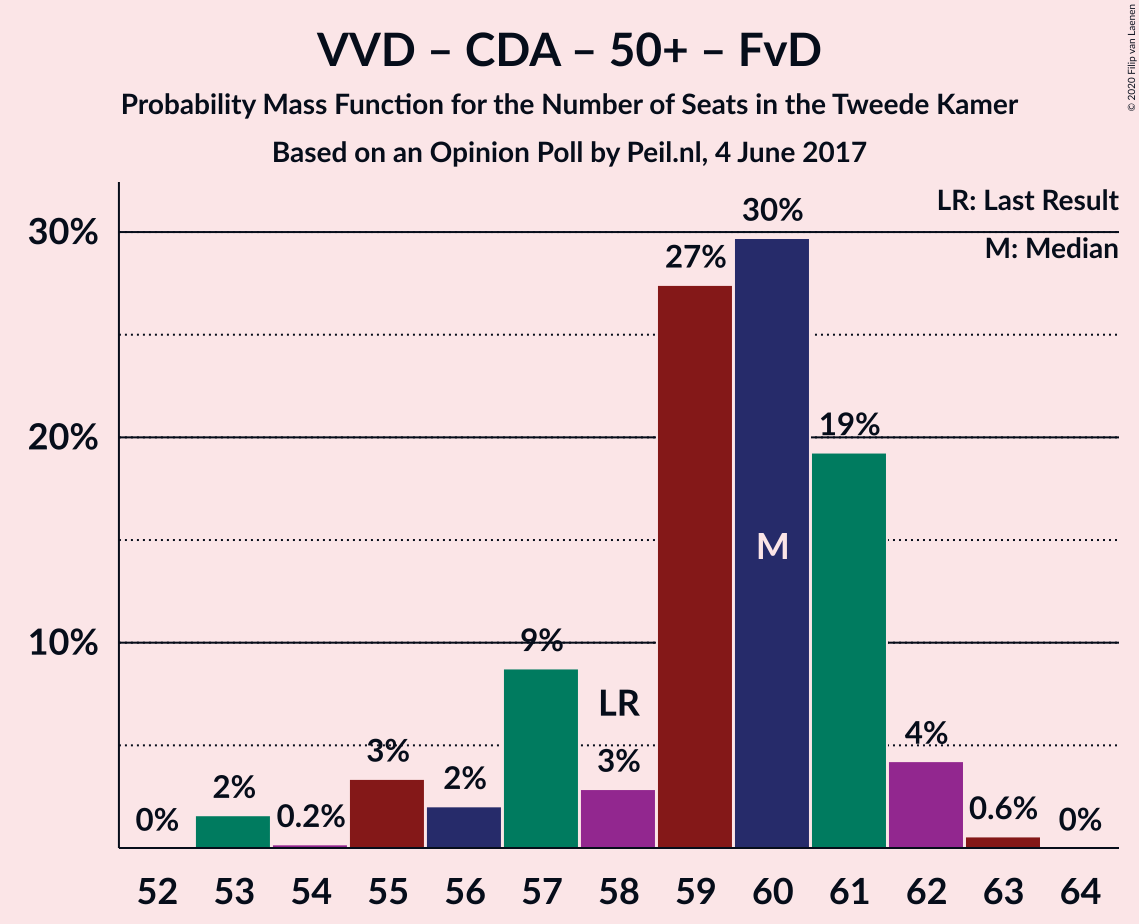 VVD – CDA – 50+ – FvD
Probability Mass Function for the Number of Seats in the Tweede Kamer
Based on an Opinion Poll by Peil.nl, 4 June 2017
© 2020 Filip van Laenen
LR: Last Result
M: Median
30%
20%
10%
0%
2%
0.2%
3%
2%
9%
LR
3%
27%
30%
M
19%
4%
0.6%
0%
52 53 54 55 56 57 58 59 60 61 62 63 64